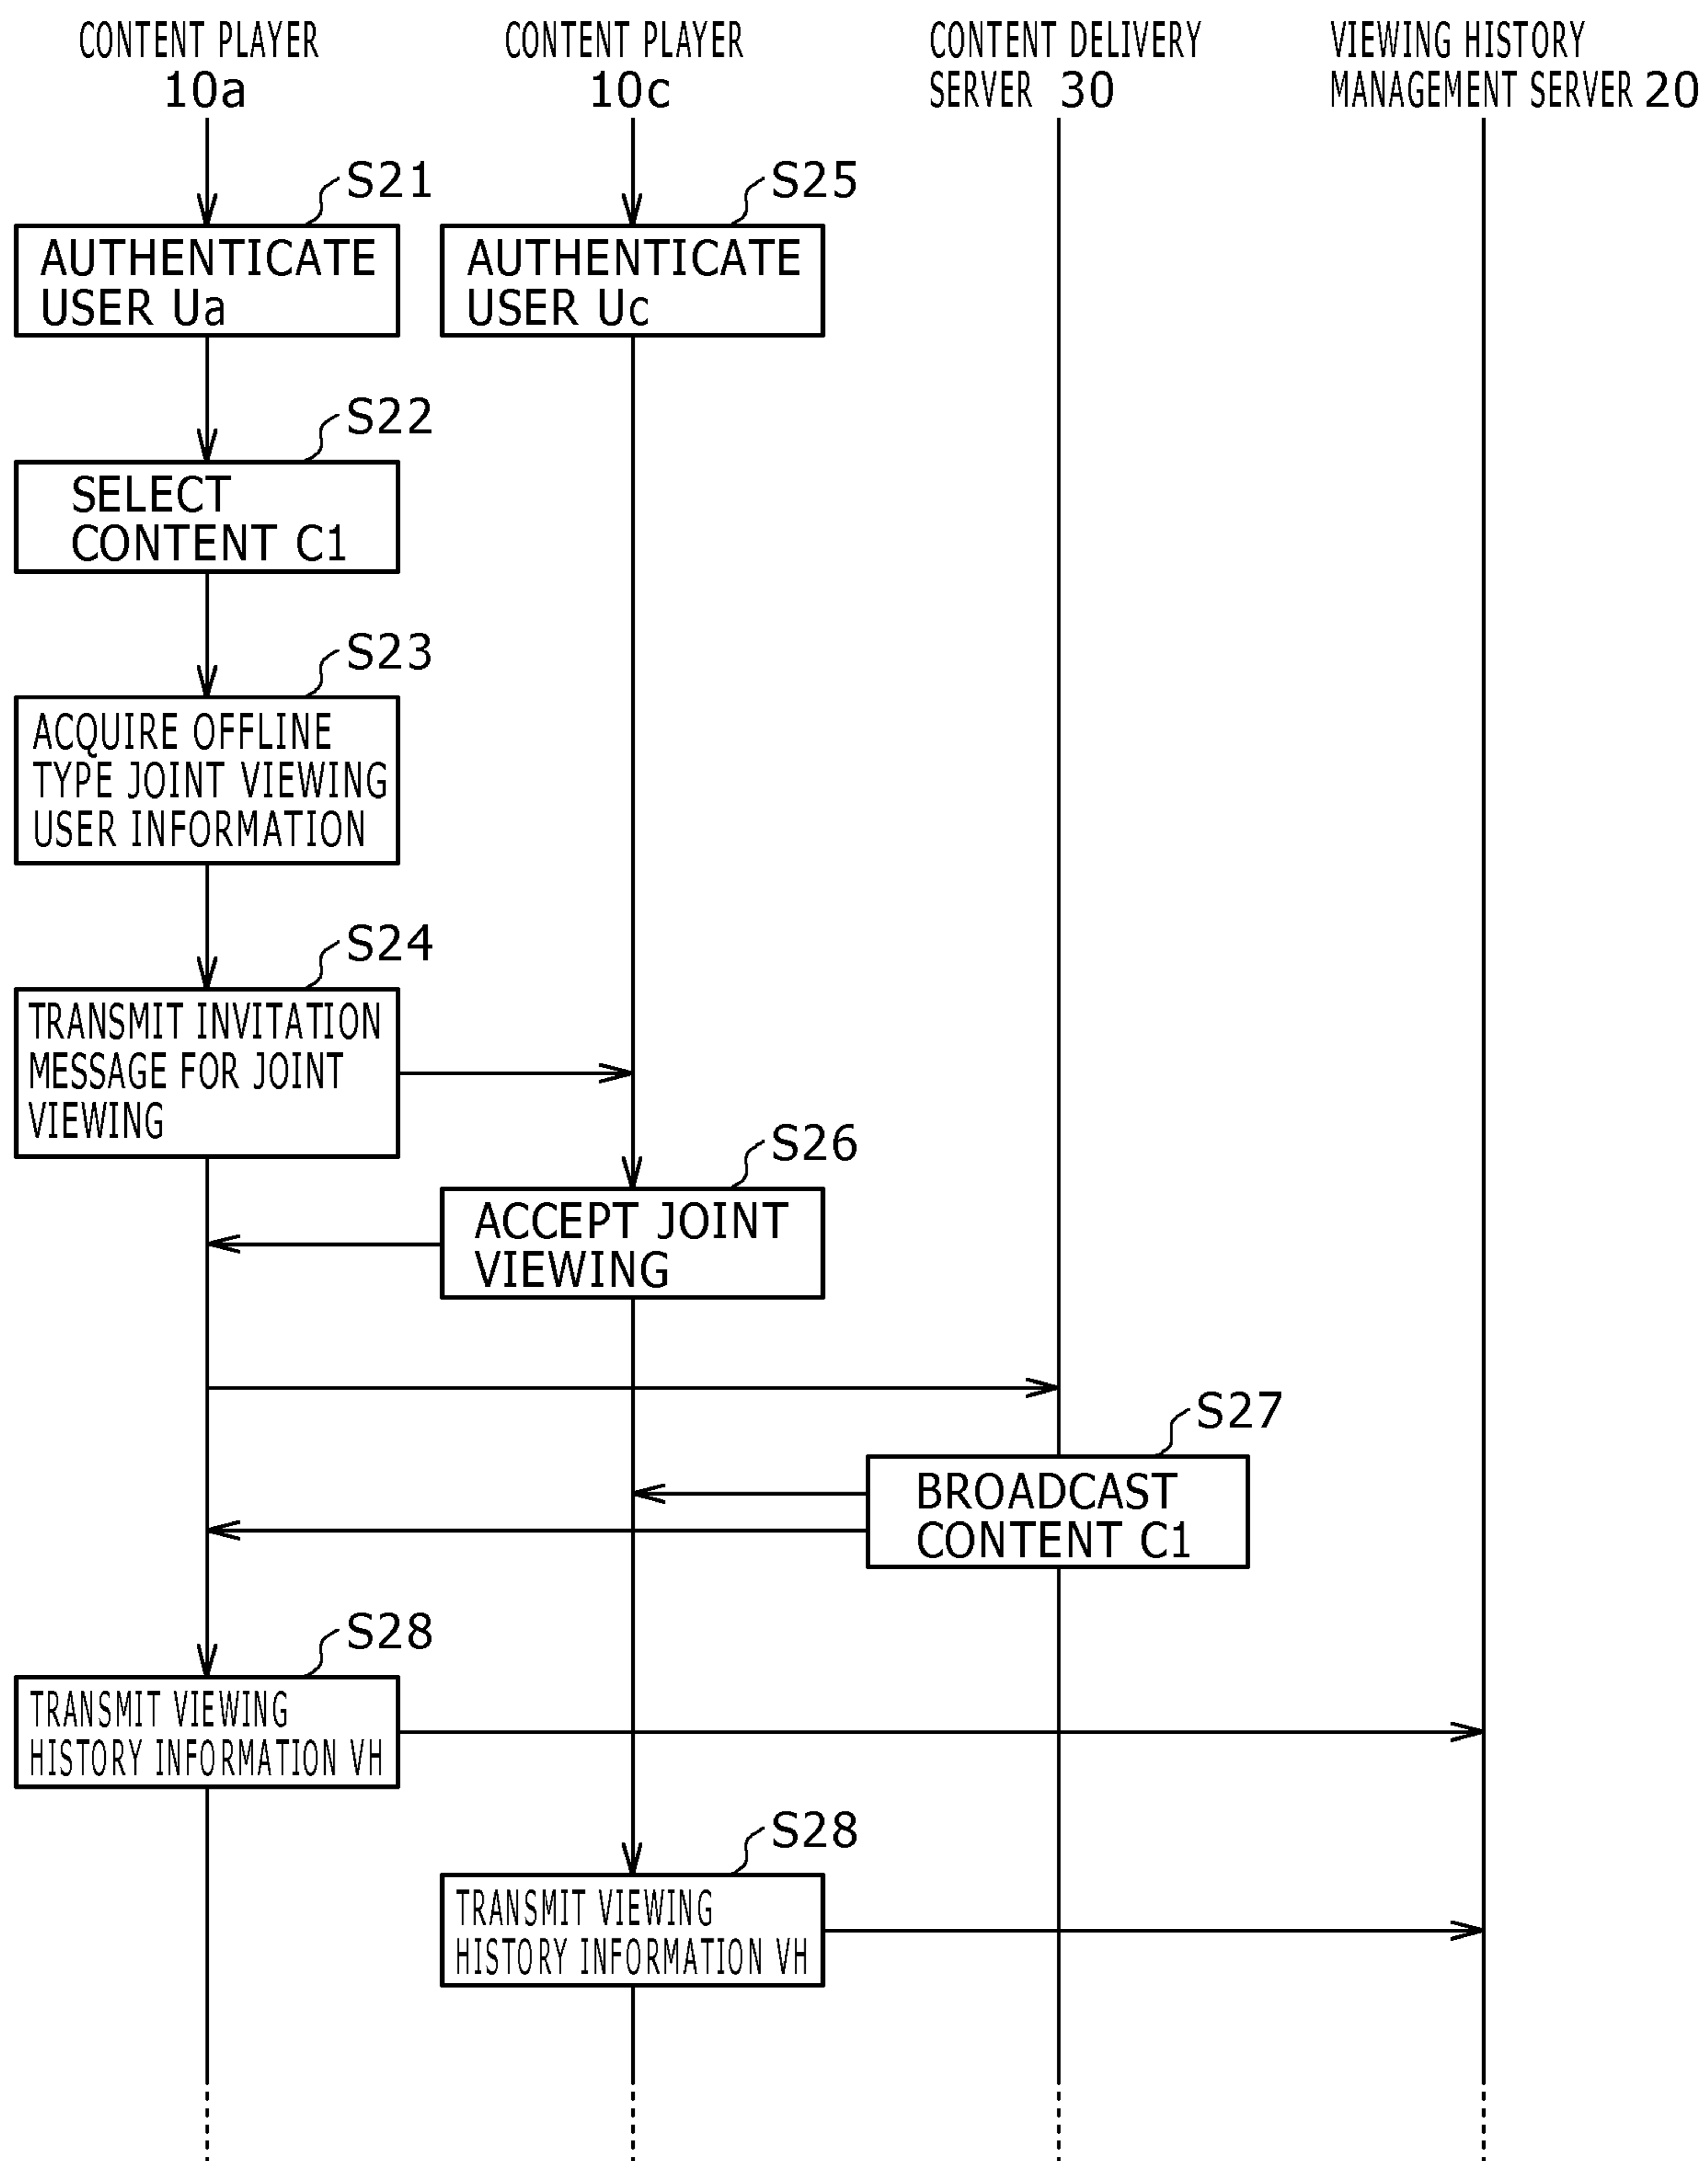 CONTENT PLAYER
10a
CONTENT PLAYER
10c
CONTENT DELIVERY
SERVER 30
VIEWING HISTORY
MANAGEMENT SERVER 20
S21
AUTHENTICATE
USER Ua
S25
AUTHENTICATE
USER Uc
S22
SELECT
CONTENT C1
S23
ACQUIRE OFFLINE
TYPE JOINT VIEWING
USER INFORMATION
S24
TRANSMIT INVITATION
MESSAGE FOR JOINT
VIEWING
S26
ACCEPT JOINT
VIEWING
S27
BROADCAST
CONTENT C1
S28
TRANSMIT VIEWING
HISTORY INFORMATION VH
S28
TRANSMIT VIEWING
HISTORY INFORMATION VH